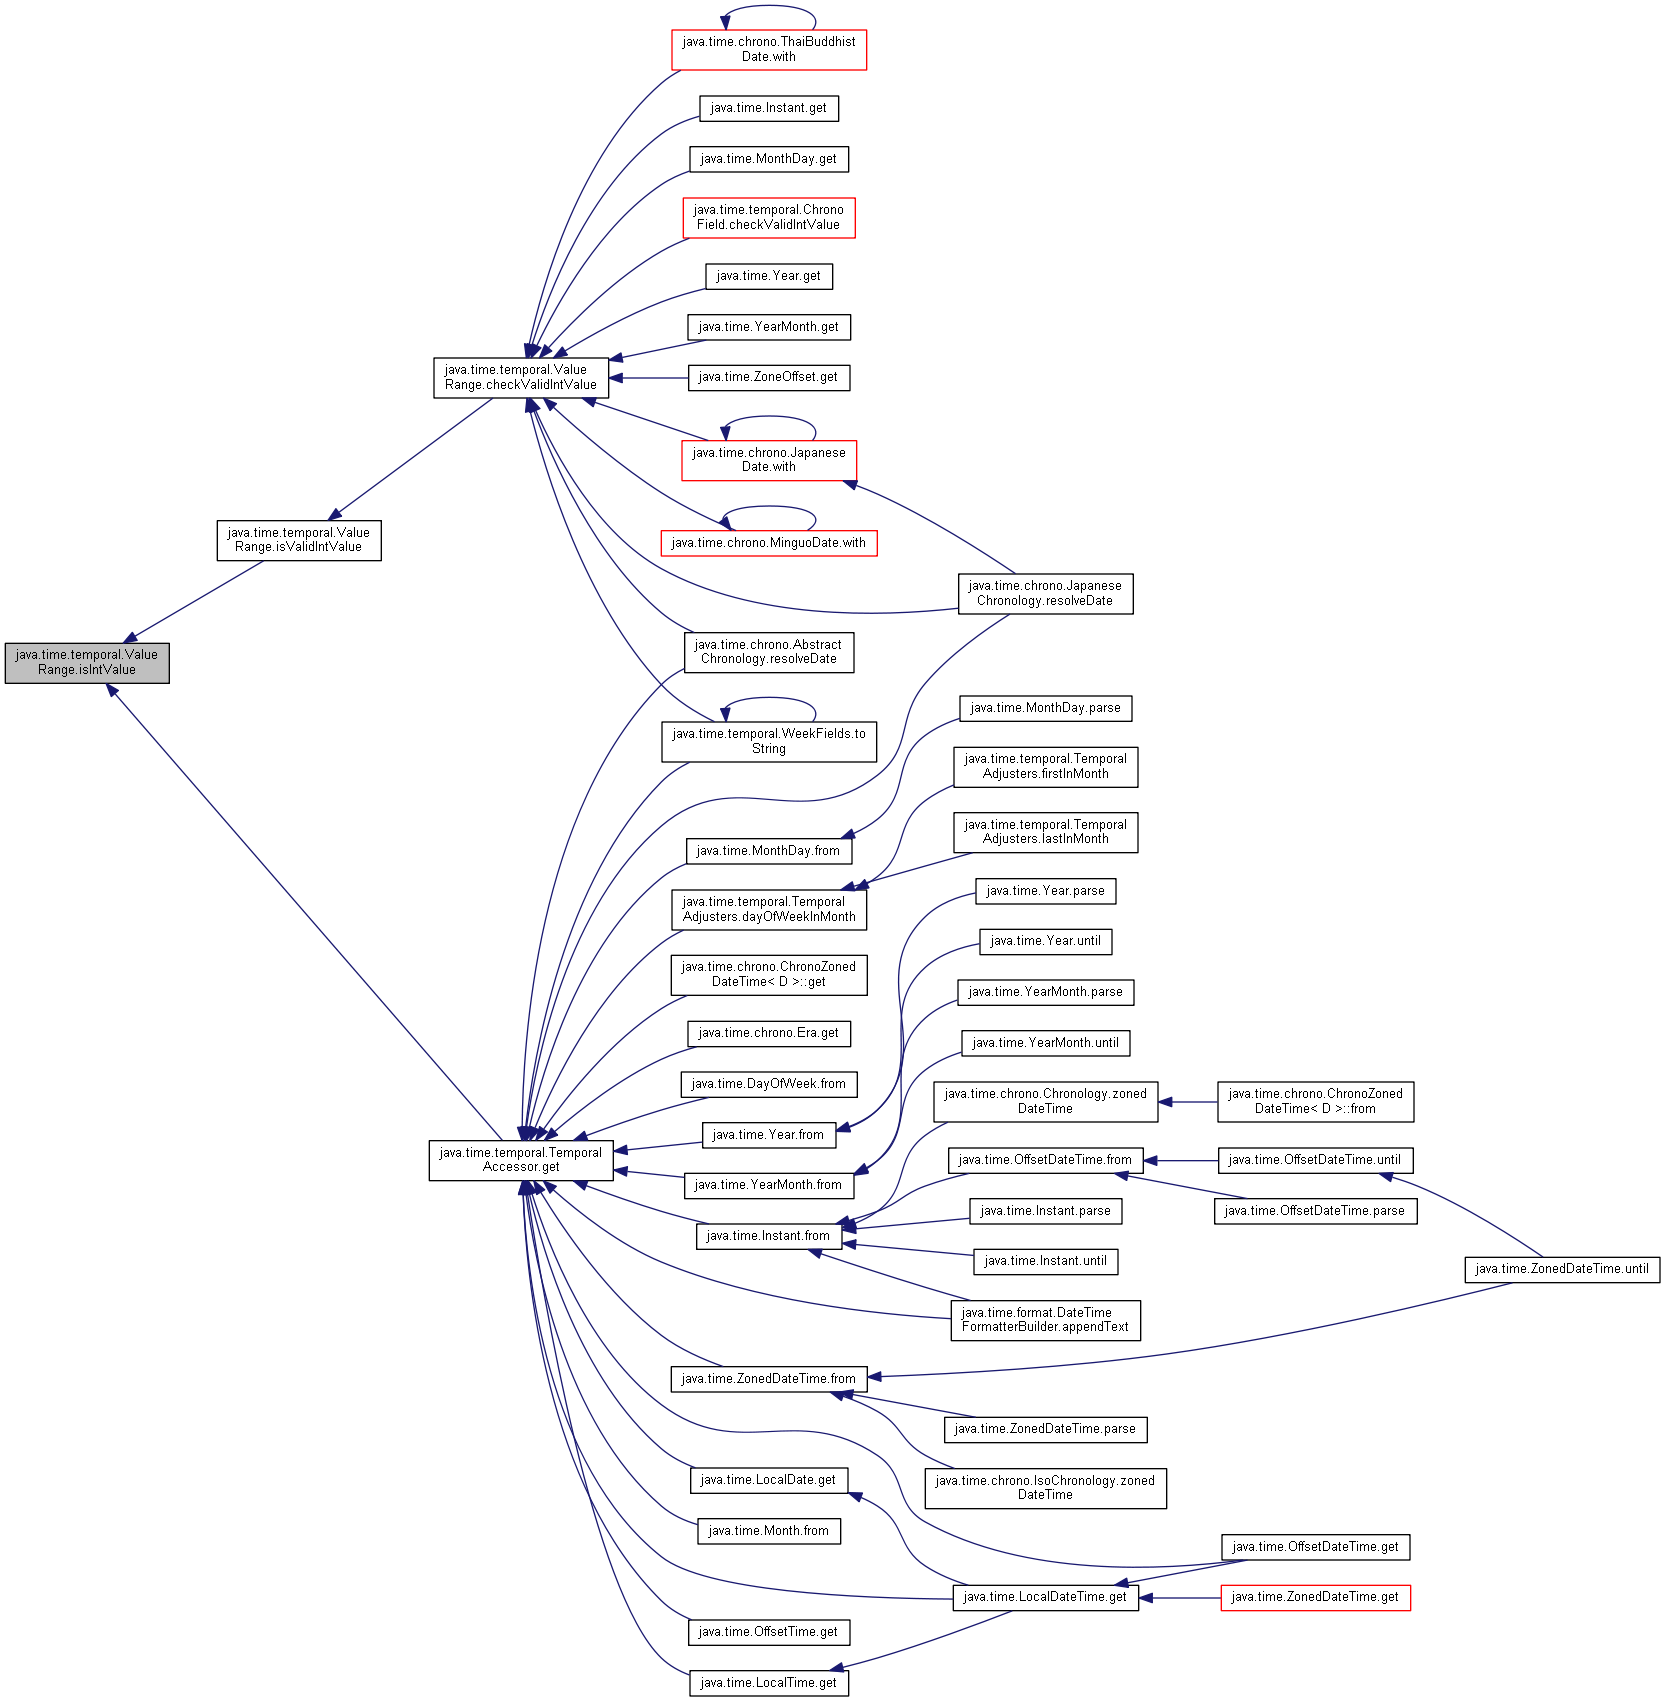 java.time.chrono.ThaiBuddhist
Date.with
java.time.Instant.get
java.time.MonthDay.get
java.time.temporal.Chrono
Field.checkValidIntValue
java.time.Year.get
java.time.YearMonth.get
java.time.temporal.Value
Range.checkValidIntValue
java.time.ZoneOffset.get
java.time.chrono.Japanese
Date.with
java.time.temporal.Value
Range.isValidIntValue
java.time.chrono.MinguoDate.with
java.time.chrono.Japanese
Chronology.resolveDate
java.time.temporal.Value
Range.isIntValue
java.time.chrono.Abstract
Chronology.resolveDate
java.time.MonthDay.parse
java.time.temporal.WeekFields.to
String
java.time.temporal.Temporal
Adjusters.firstInMonth
java.time.temporal.Temporal
Adjusters.lastInMonth
java.time.MonthDay.from
java.time.Year.parse
java.time.temporal.Temporal
Adjusters.dayOfWeekInMonth
java.time.Year.until
java.time.chrono.ChronoZoned
DateTime< D >::get
java.time.YearMonth.parse
java.time.chrono.Era.get
java.time.YearMonth.until
java.time.DayOfWeek.from
java.time.chrono.Chronology.zoned
DateTime
java.time.chrono.ChronoZoned
DateTime< D >::from
java.time.Year.from
java.time.temporal.Temporal
Accessor.get
java.time.OffsetDateTime.from
java.time.OffsetDateTime.until
java.time.YearMonth.from
java.time.Instant.parse
java.time.OffsetDateTime.parse
java.time.Instant.from
java.time.Instant.until
java.time.ZonedDateTime.until
java.time.format.DateTime
FormatterBuilder.appendText
java.time.ZonedDateTime.from
java.time.ZonedDateTime.parse
java.time.LocalDate.get
java.time.chrono.IsoChronology.zoned
DateTime
java.time.Month.from
java.time.OffsetDateTime.get
java.time.LocalDateTime.get
java.time.ZonedDateTime.get
java.time.OffsetTime.get
java.time.LocalTime.get